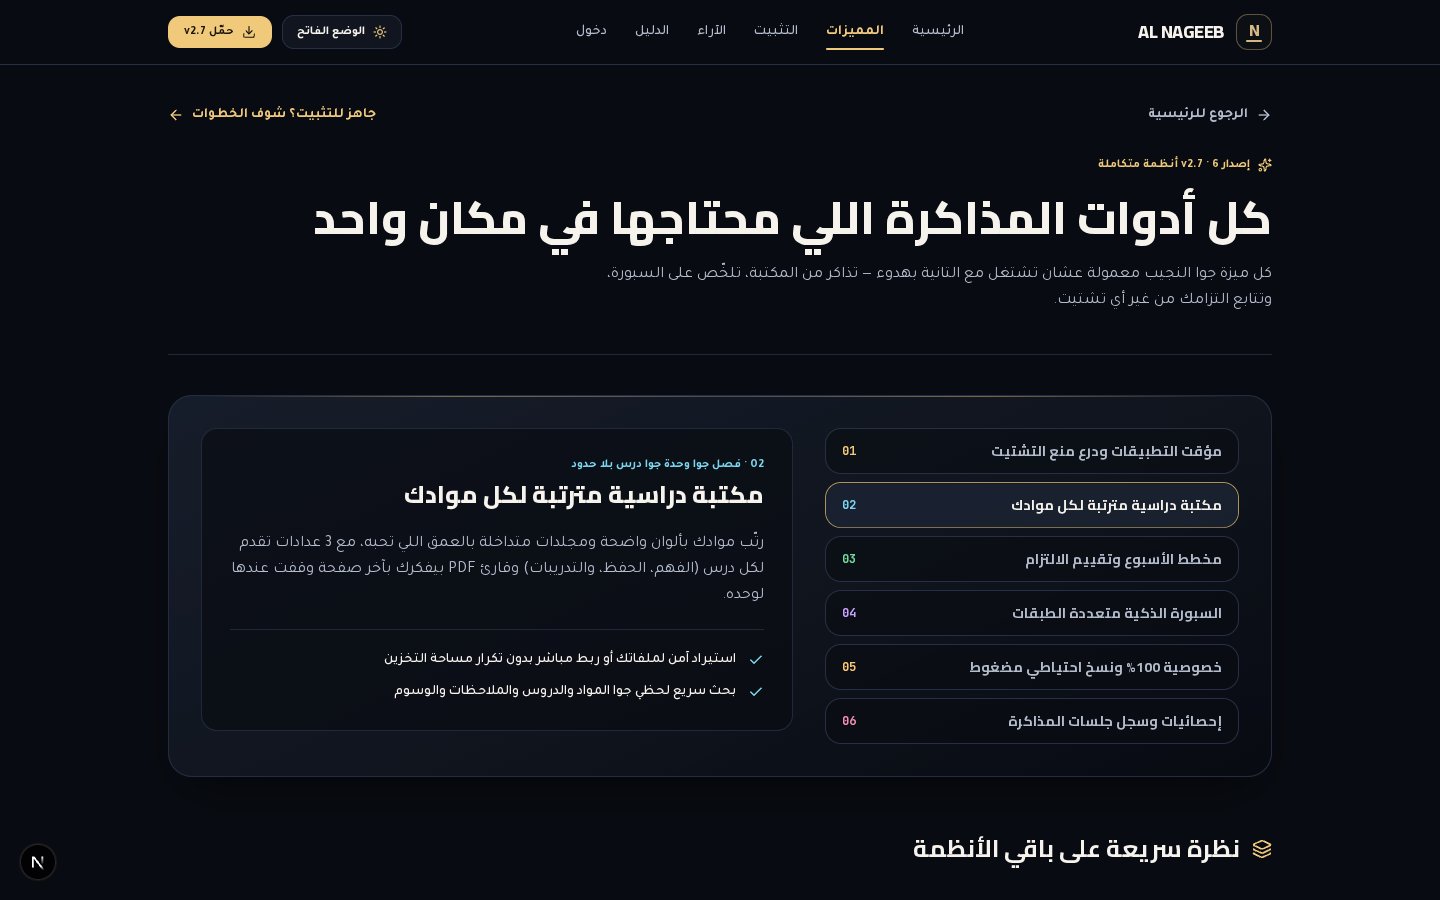 N
AL NAGEEB
الرئيسية
المميزات
التثبيت
الآراء
الدليل
دخول
الوضع الفاتح
حمّل v2.7
الرجوع للرئيسية
جاهز للتثبيت؟ شوف الخطوات
إصدار v2.7 · 6 أنظمة متكاملة
كل أدوات المذاكرة اللي محتاجها في مكان واحد
كل ميزة جوا النجيب معمولة عشان تشتغل مع التانية بهدوء – تذاكر من المكتبة، تلخّص على السبورة،
وتتابع التزامك من غير أي تشتيت.
مؤقت التطبيقات ودرع منع التشتيت
01
مكتبة دراسية مترتبة لكل موادك
02
مخطط الأسبوع وتقييم الالتزام
03
السبورة الذكية متعددة الطبقات
04
خصوصية 100% ونسخ احتياطي مضغوط
05
إحصائيات وسجل جلسات المذاكرة
06
02 · فصل جوا وحدة جوا درس بلا حدود
مكتبة دراسية مترتبة لكل موادك
رتّب موادك بألوان واضحة ومجلدات متداخلة بالعمق اللي تحبه، مع 3 عدادات تقدم
لكل درس (الفهم، الحفظ، والتدريبات) وقارئ PDF بيفكرك بآخر صفحة وقفت عندها
لوحده.
استيراد آمن لملفاتك أو ربط مباشر بدون تكرار مساحة التخزين
بحث سريع لحظي جوا المواد والدروس والملاحظات والوسوم
نظرة سريعة على باقي الأنظمة
N